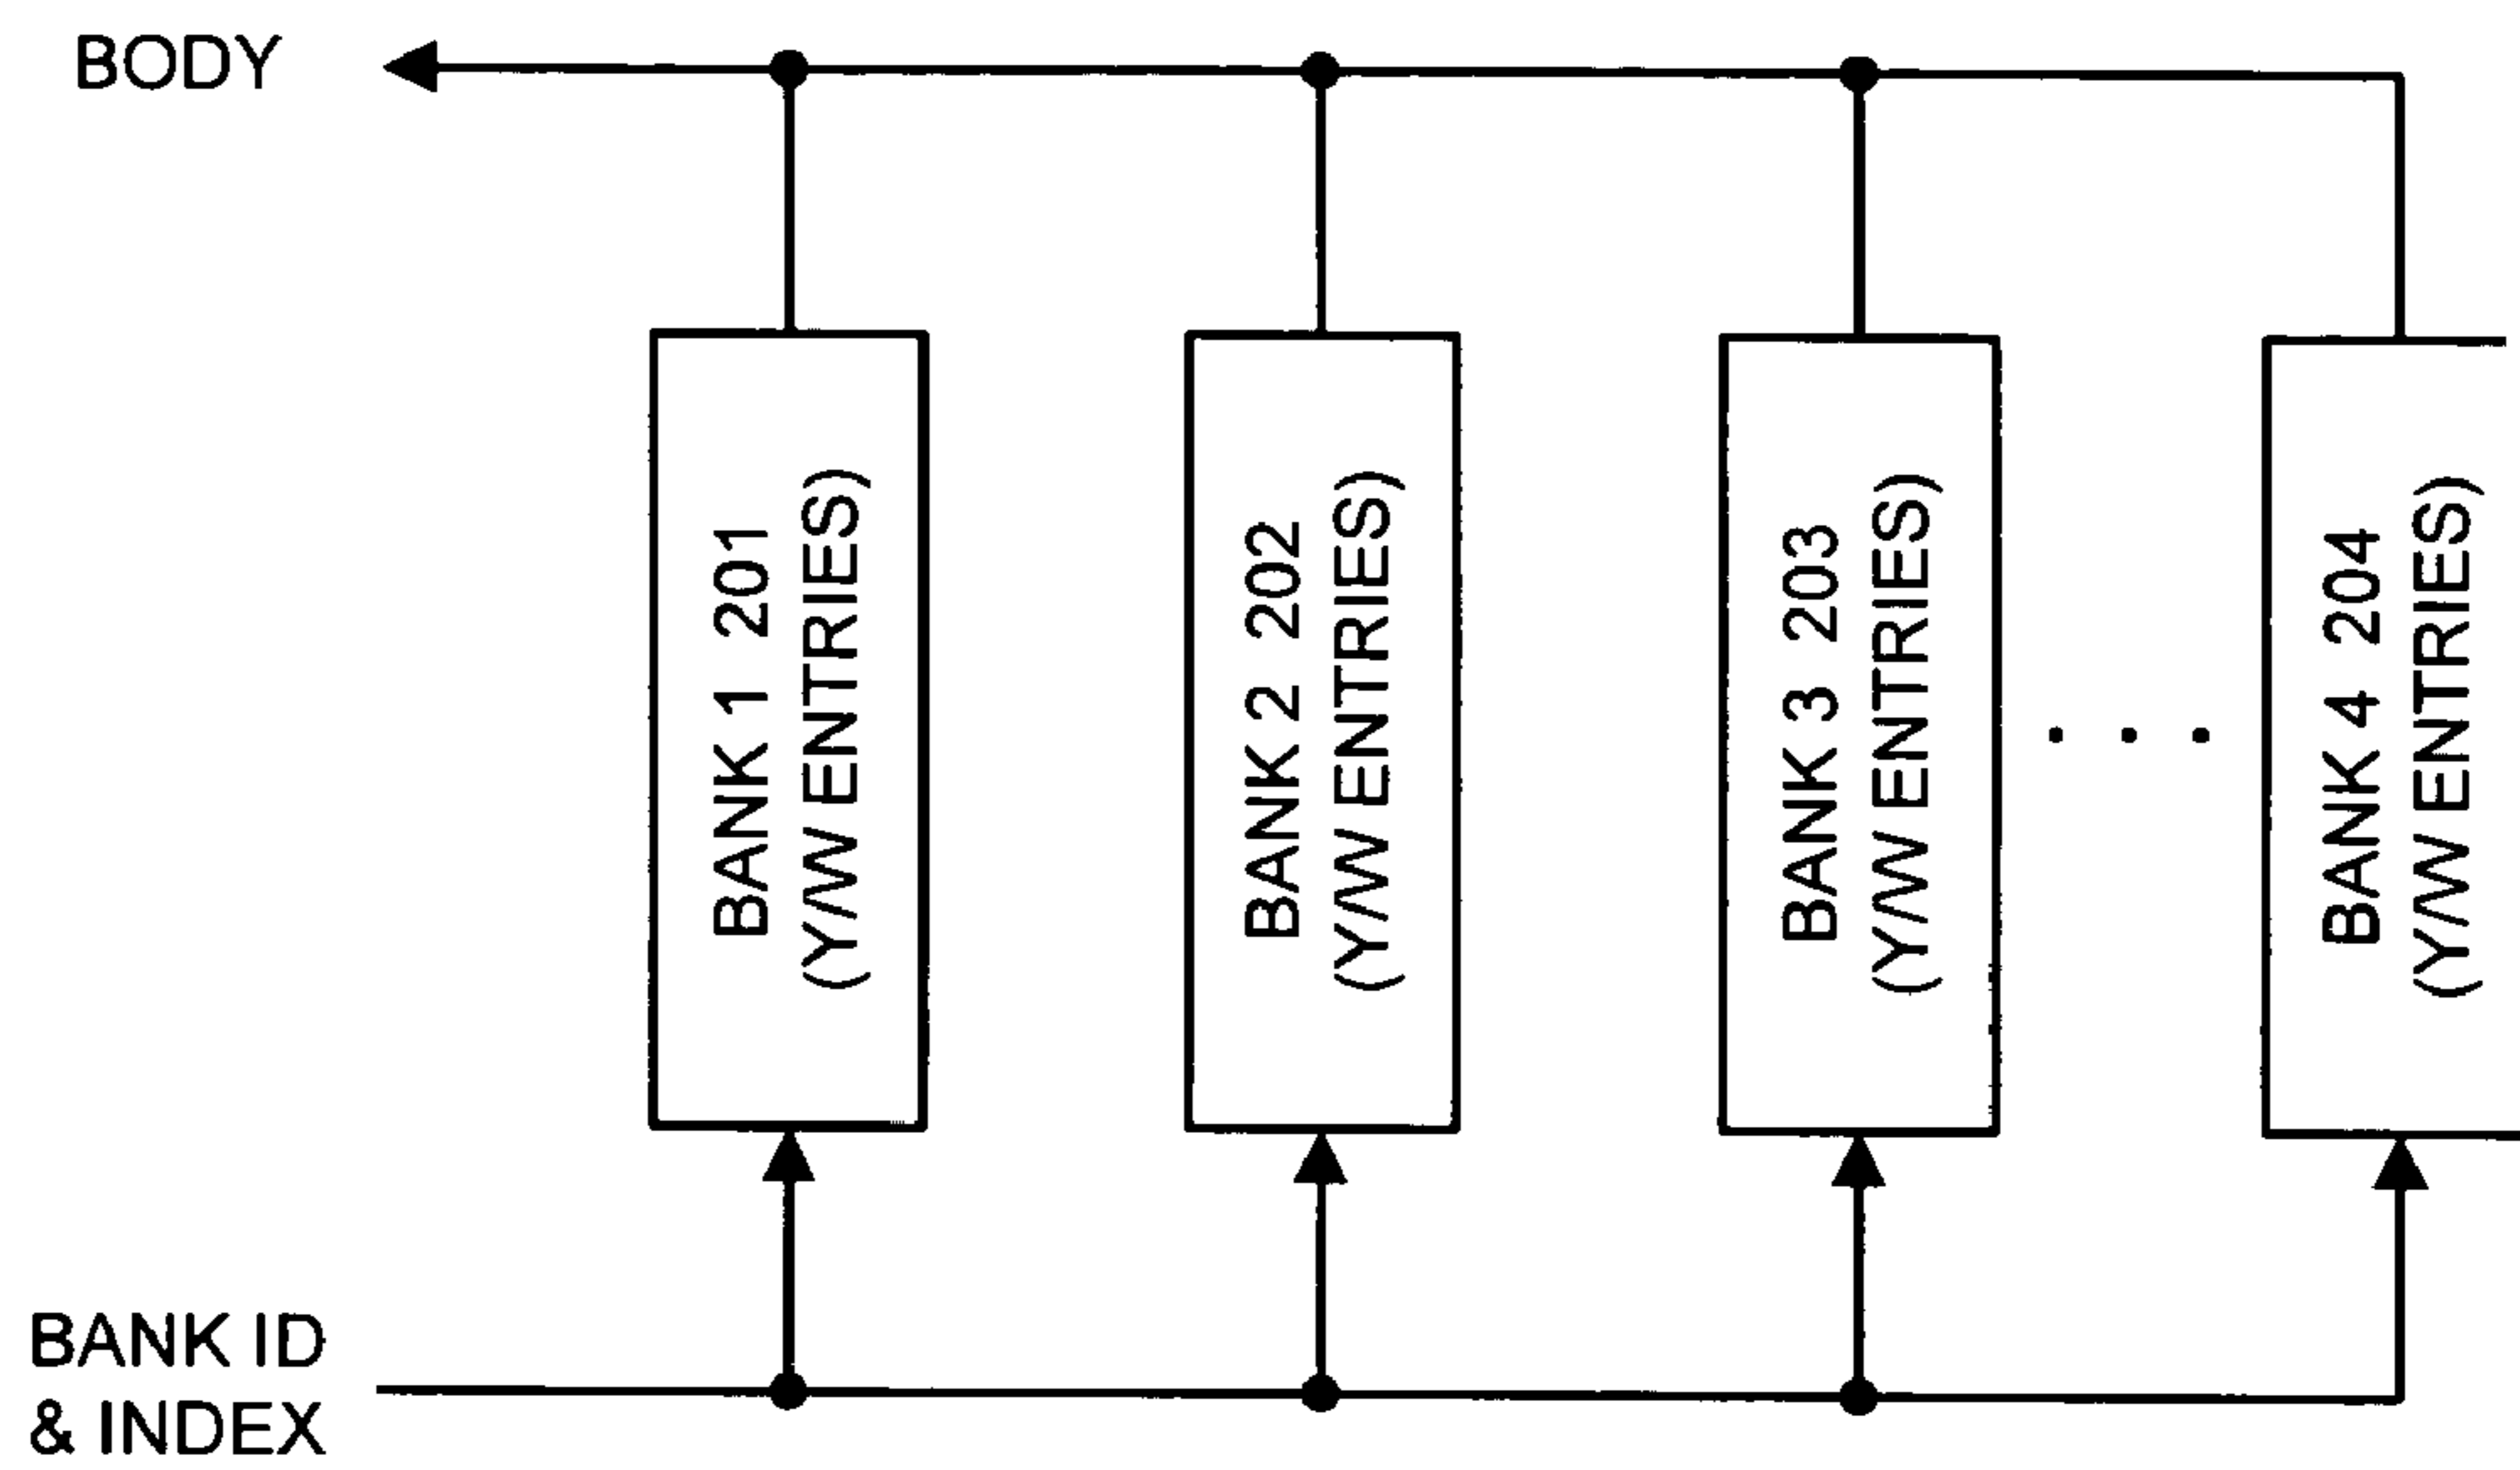 BODY
BANK 1 201
(Y/W ENTRIES)
BANK 2 202
(Y/W ENTRIES)
BANK 3 203
(Y/W ENTRIES)
BANK 4 204
(Y/W ENTRIES)
BANK ID
& INDEX